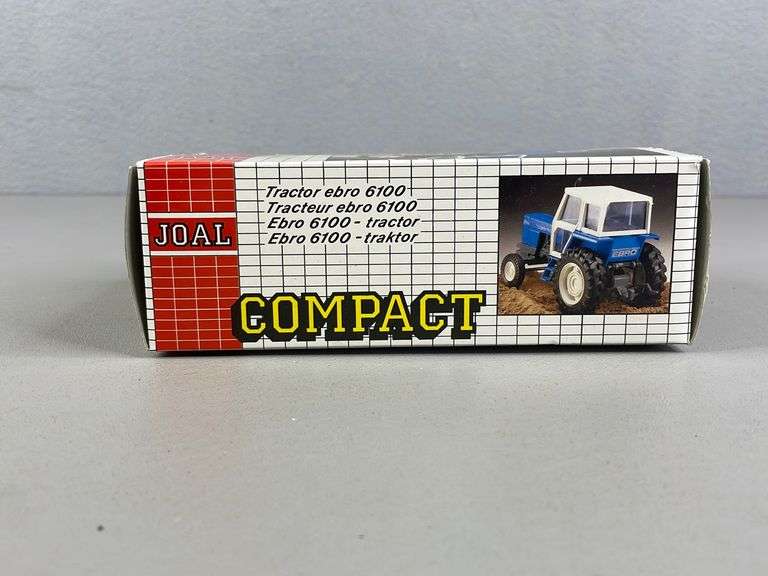 JOAL
Tractor ebro 6100
Tracteur ebro 6100
Ebro 6100 - tractor
Ebro 6100 - traktor
COMPACT
EBRO